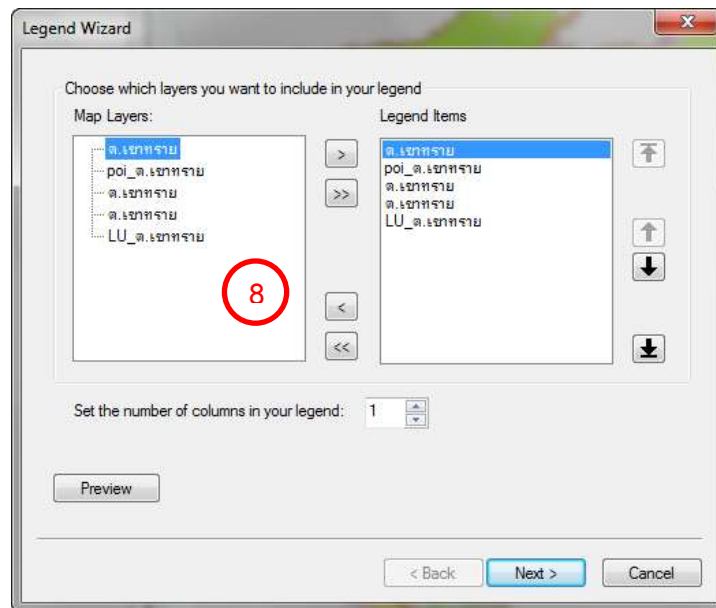 Legend Wizard
x
Choose which layers you want to include in your legend
Map Layers:
ต.เขาทราย
poi_ต.เขาทราย
ต.เขาทราย
ต.เขาทราย
LU_ต.เขาทราย
>
>>
<
<<
8
Legend Items
ต.เขาทราย
poi_ต.เขาทราย
ต.เขาทราย
ต.เขาทราย
LU_ต.เขาทราย
Set the number of columns in your legend: 1
Preview
< Back Next > Cancel